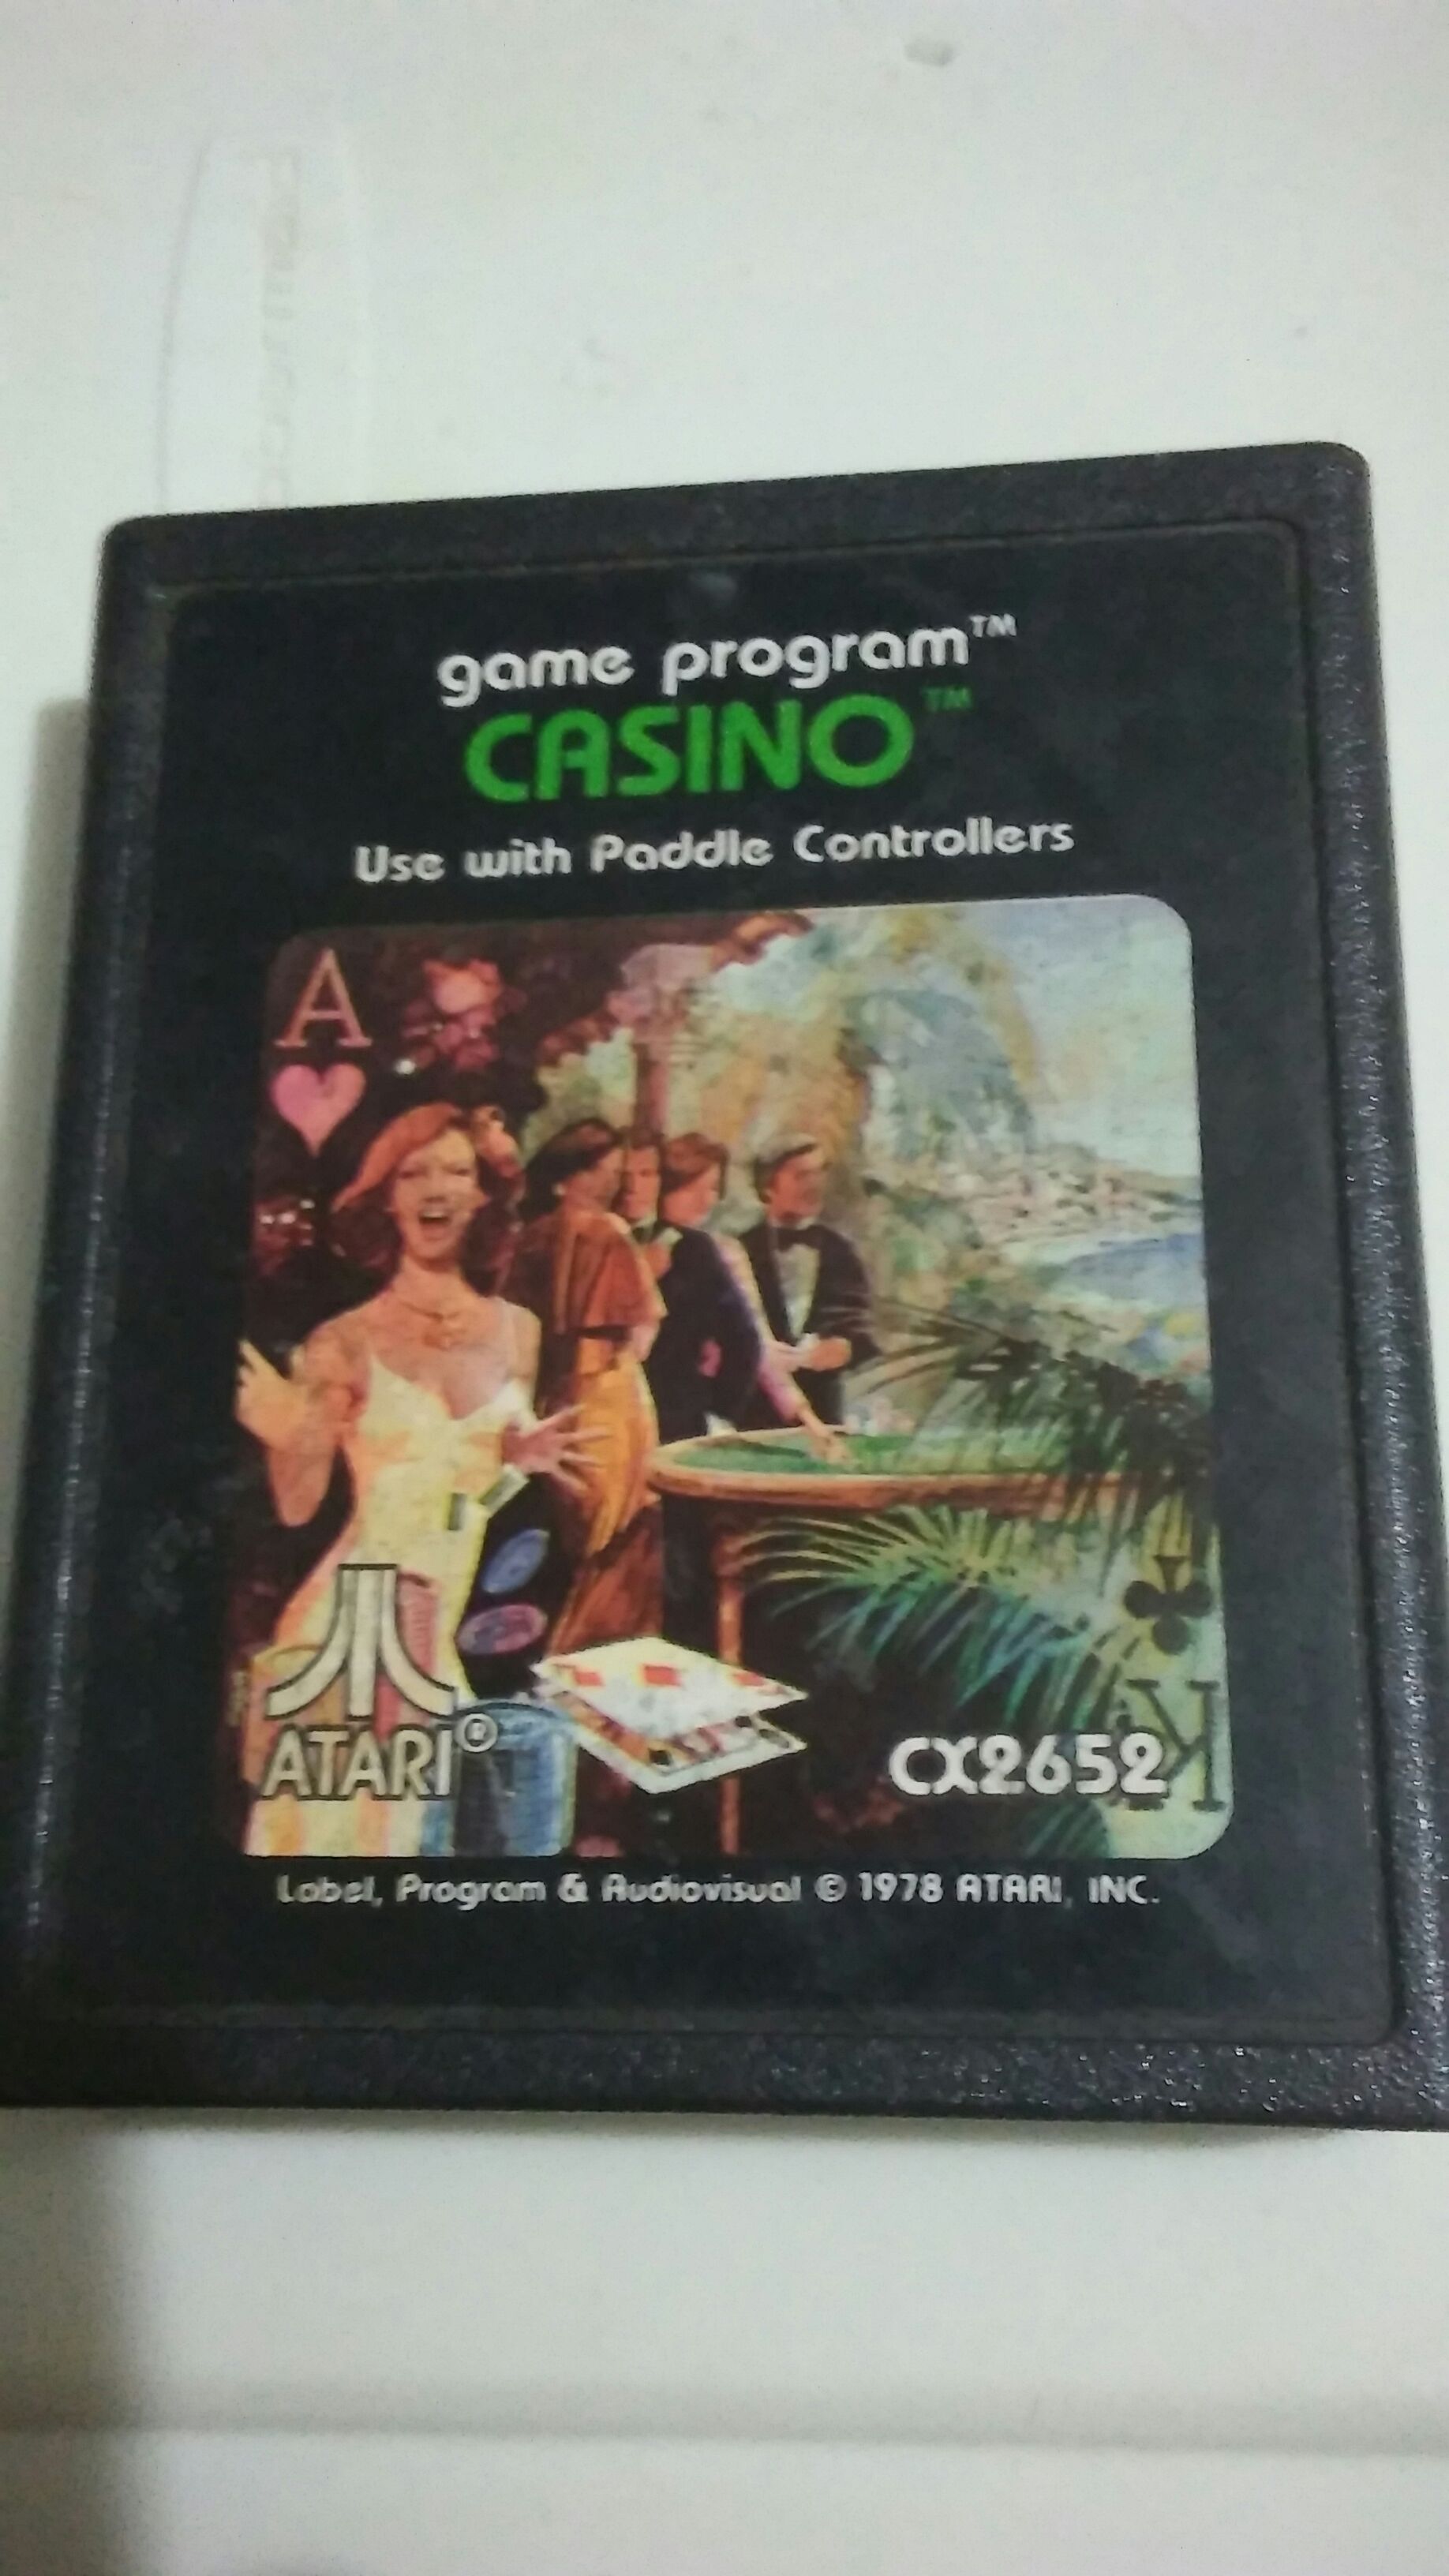 game program™
CASINO™
Use with Paddle Controllers
A
ATARI®
CX2652
K
Label, Program & Audiovisual © 1978 ATARI, INC.